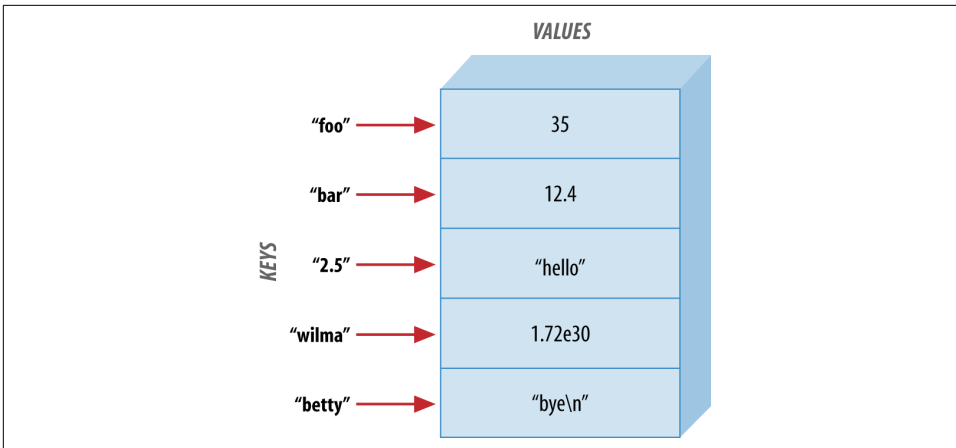 VALUES
“foo” 35
“bar” 12.4
KEYS
“2.5” “hello”
“wilma” 1.72e30
“betty” “bye\n”